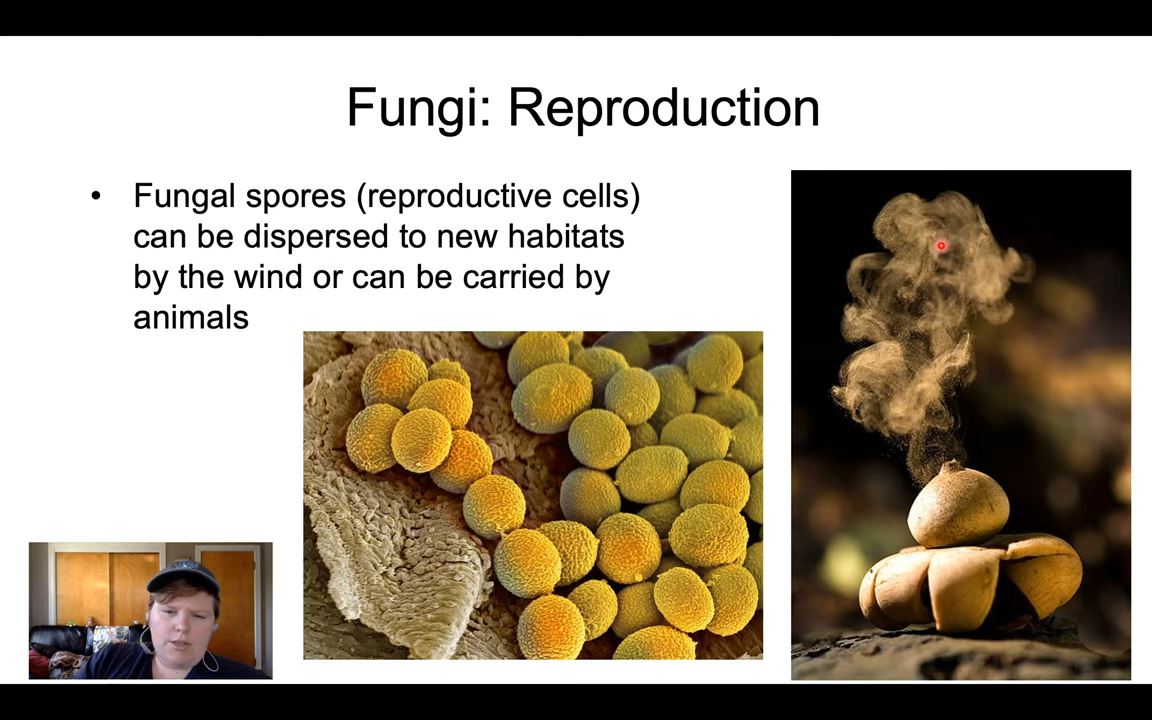 Fungi: Reproduction
• Fungal spores (reproductive cells)
can be dispersed to new habitats
by the wind or can be carried by
animals